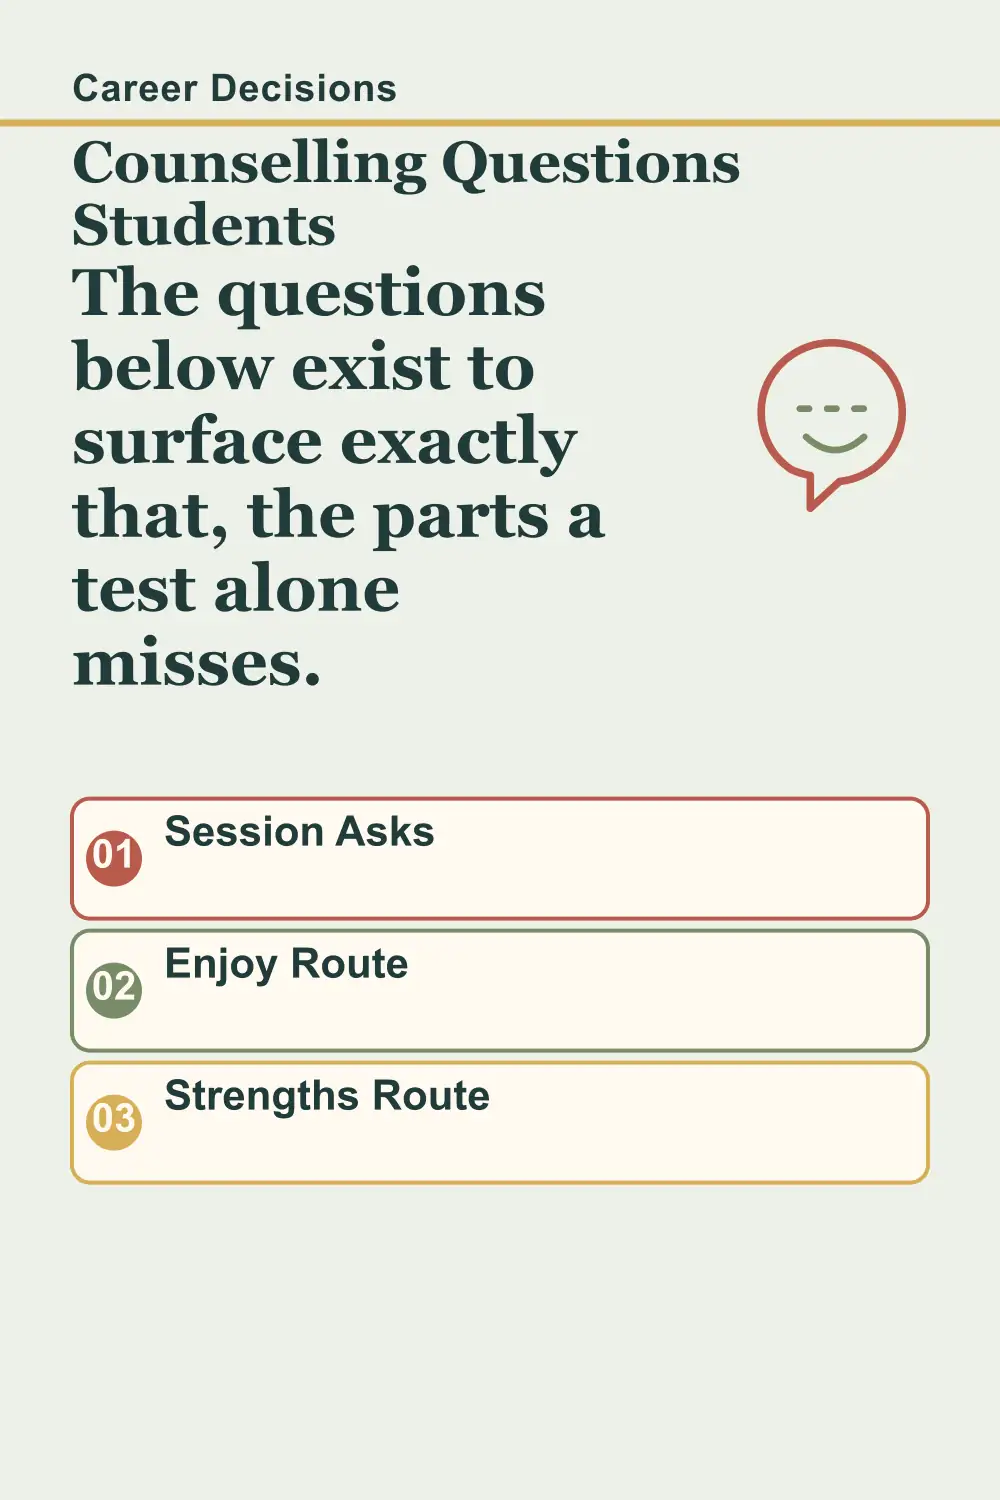 Career Decisions
Counselling Questions
Students
The questions
below exist to
surface exactly
that, the parts a
test alone
misses.
01
Session Asks
02
Enjoy Route
03
Strengths Route